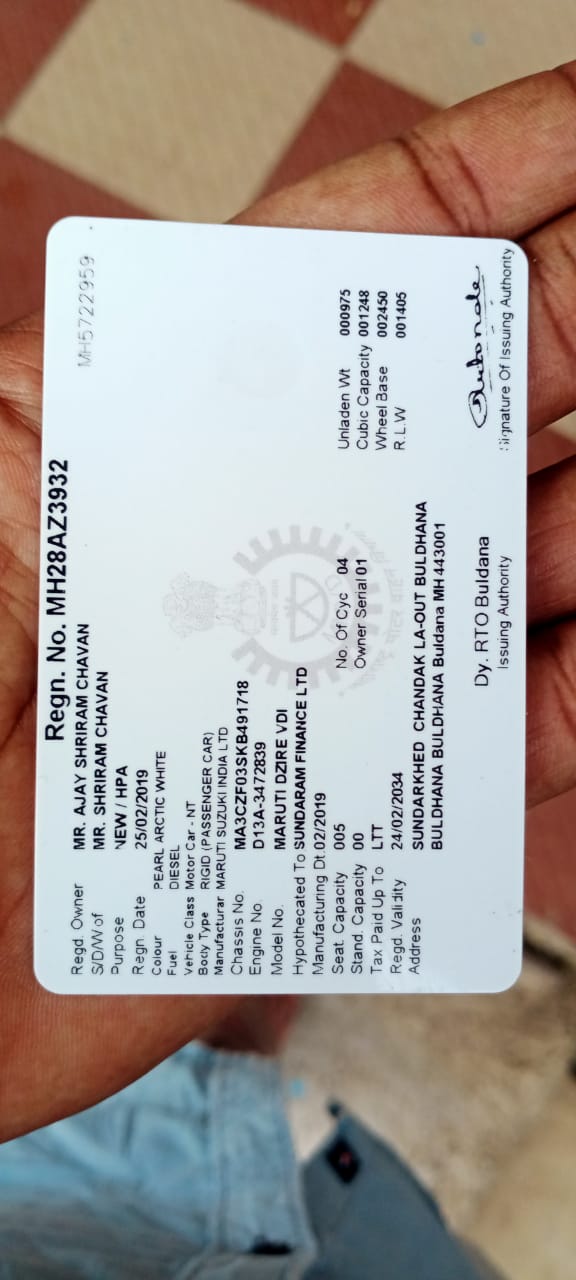 MH5722959
Regn. No. MH28AZ3932
Regd. Owner MR. AJAY SHRIRAM CHAVAN
S/D/W of MR. SHRIRAM CHAVAN
Purpose NEW / HPA
Regn. Date 25/02/2019
Colour PEARL ARCTIC WHITE
Fuel DIESEL
Vehicle Class Motor Car - NT
Body Type RIGID (PASSENGER CAR)
Manufacturar MARUTI SUZUKI INDIA LTD
Chassis No. MA3CZF03SKB491718
Engine No. D13A-3472839
Model No. MARUTI DZIRE VDI
Hypothecated To SUNDARAM FINANCE LTD
Manufacturing Dt. 02/2019 No. Of Cyc 04 Unladen Wt 000975
Seat. Capacity 005 Owner Serial 01 Cubic Capacity 001248
Stand. Capacity 00 Wheel Base 002450
Tax Paid Up To LTT R.L.W 001405
Regd. Validity 24/02/2034
Address SUNDARKHED CHANDAK LA-OUT BULDHANA
BULDHANA BULDHANA Buldana MH 443001
Dy. RTO Buldana
Issuing Authority
Signature Of Issuing Authority